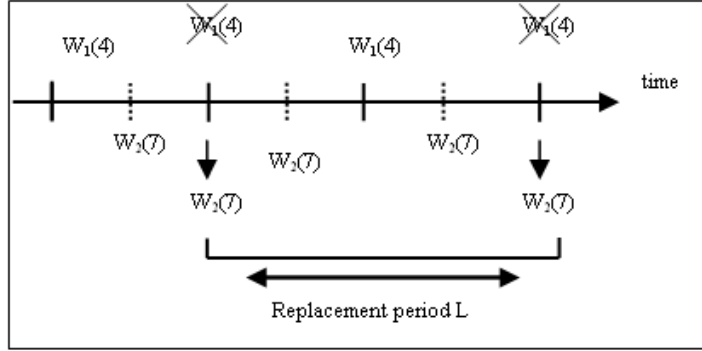 W₁(4) W₁(4)
W₁(4) W₁(4)
time
W₂(7) W₂(7) W₂(7)
W₂(7) W₂(7)
Replacement period L